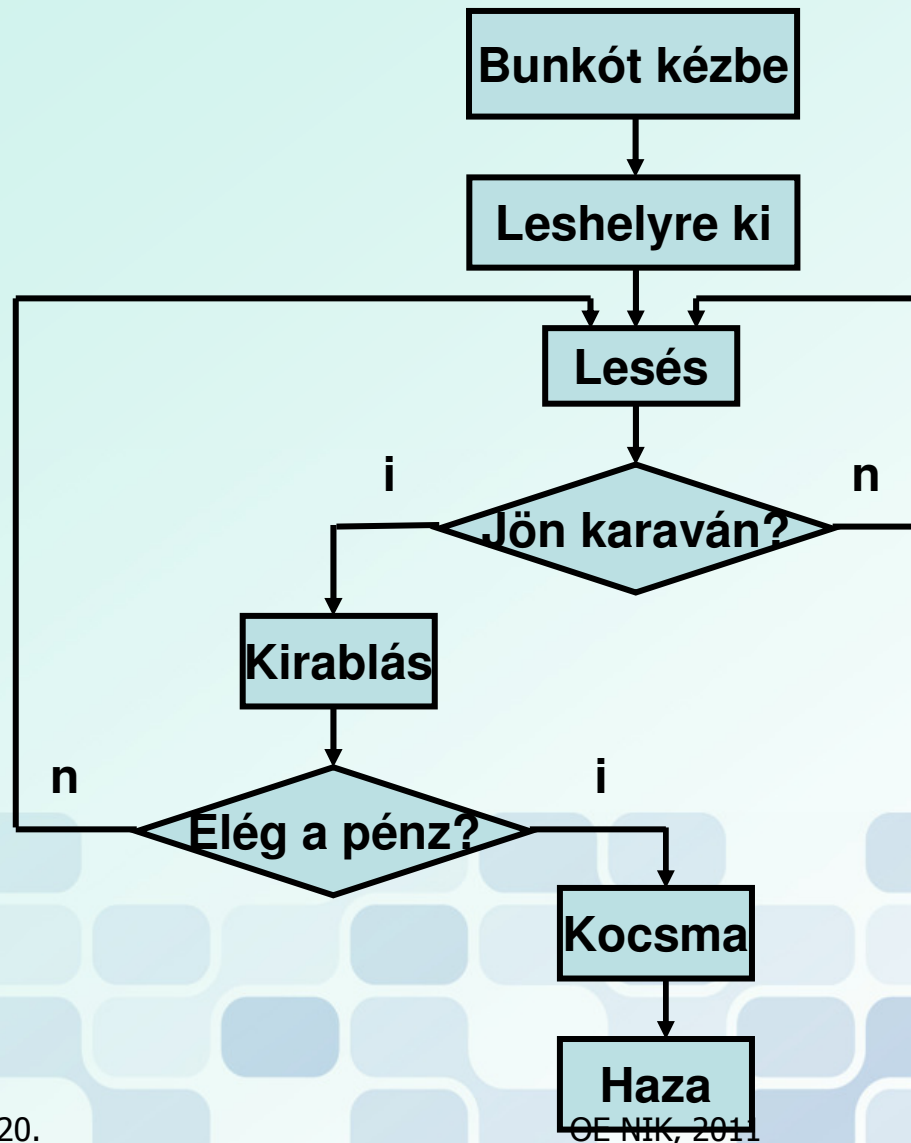 Bunkót kézbe
Leshelyre ki
Lesés
i
n
Jön karaván?
Kirablás
n
i
Elég a pénz?
Kocsma
Haza
20.
OE NIK, 2011